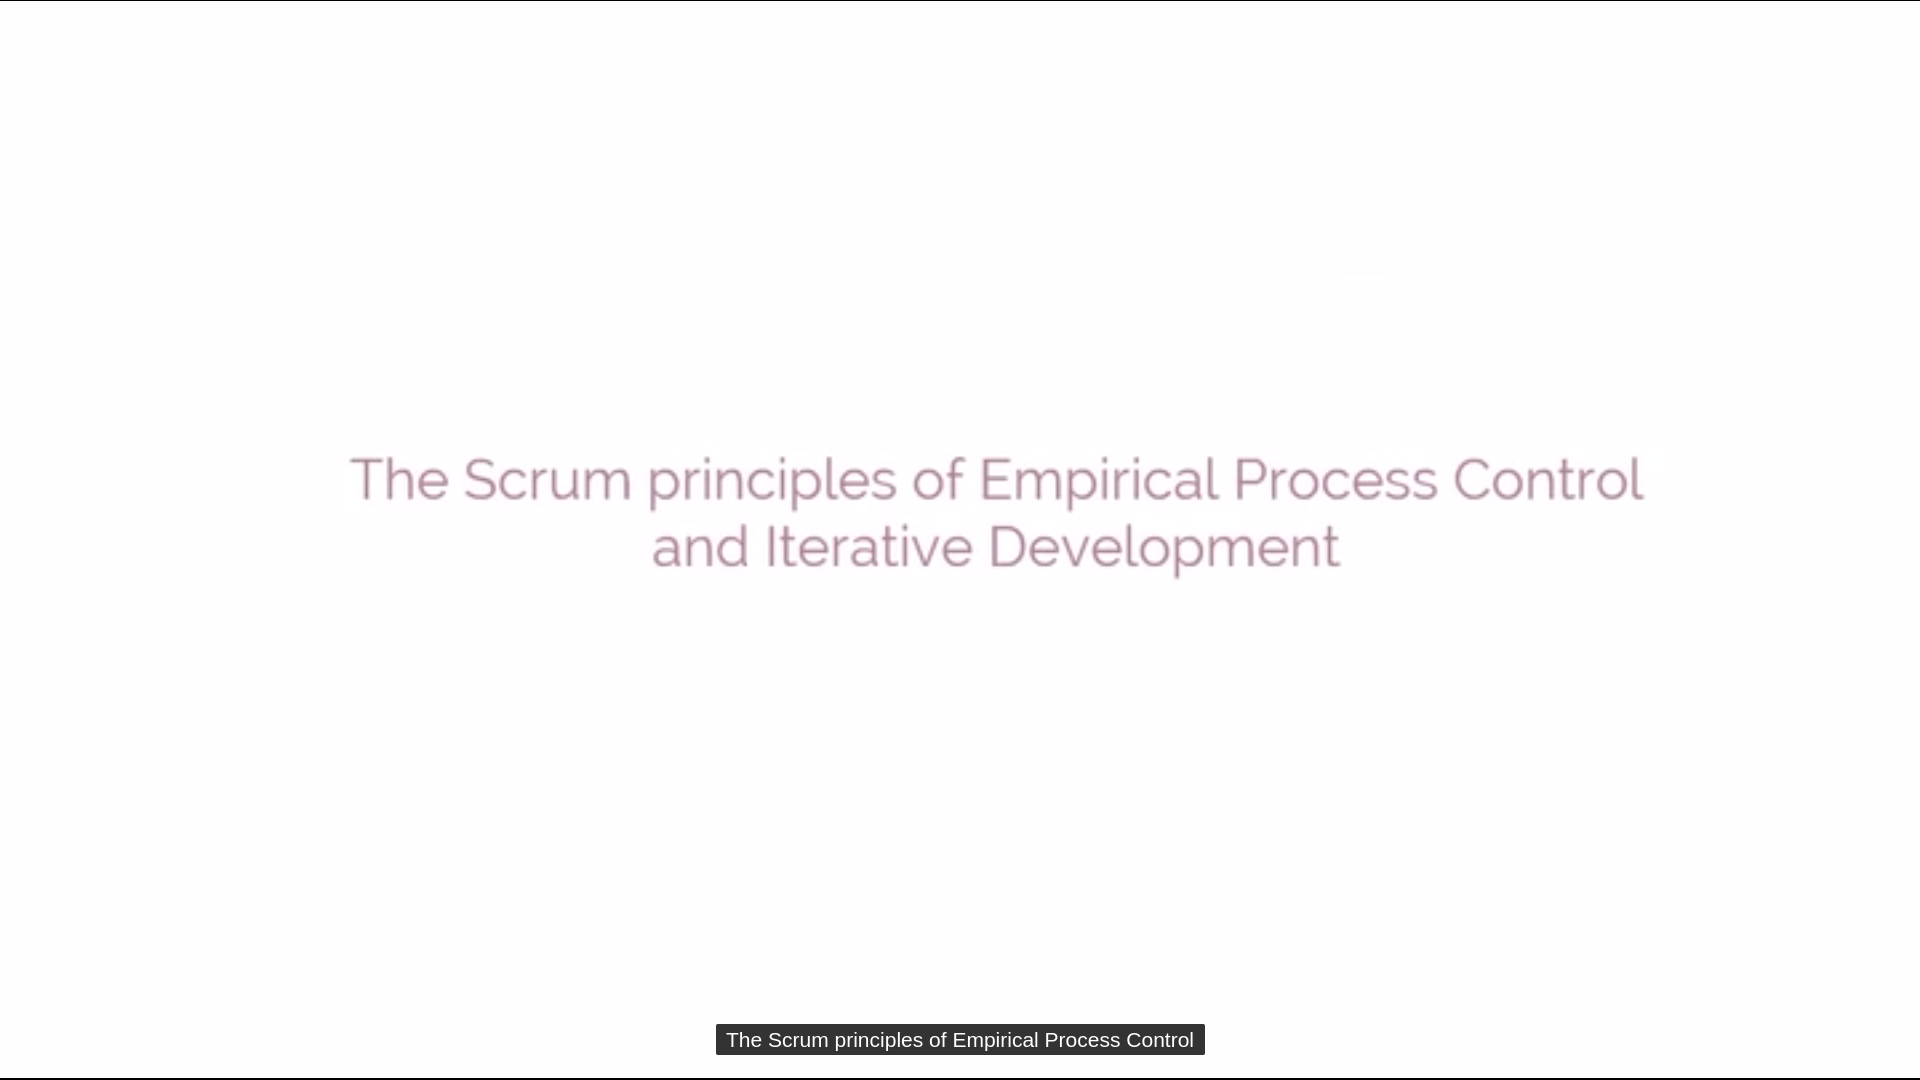 The Scrum principles of Empirical Process Control
and Iterative Development
The Scrum principles of Empirical Process Control